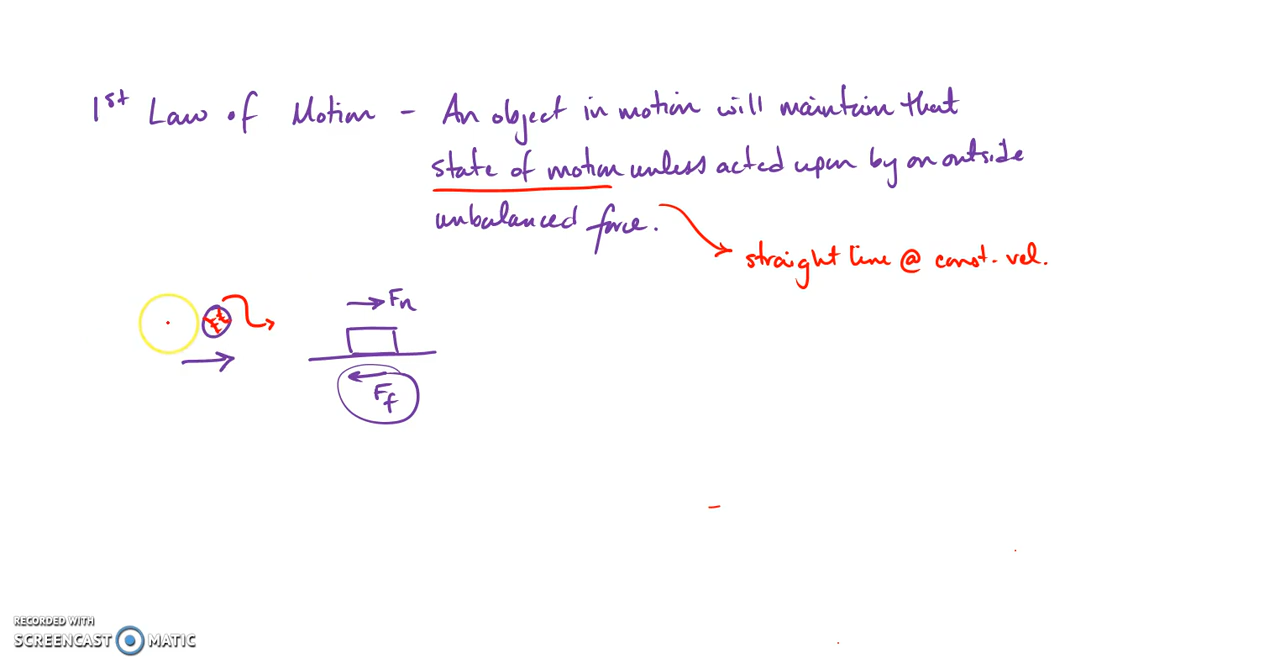 1st Law of Motion - An object in motion will maintain that
state of motion unless acted upon by an outside
unbalanced force.
straight line @ const. vel.
Fn
Ff
RECORDED WITH
SCREENCAST MATIC